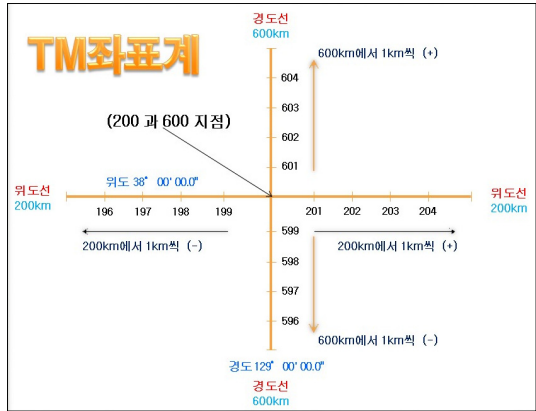 경도선
600km
TM좌표계
600km에서 1km씩 (+)
604
603
(200 과 600 지점)
602
601
위도 38° 00' 00.0"
위도선
200km
196 197 198 199
201 202 203 204
위도선
200km
599
200km에서 1km씩 (-)
200km에서 1km씩 (+)
598
597
596
600km에서 1km씩 (-)
경도 129° 00' 00.0"
경도선
600km